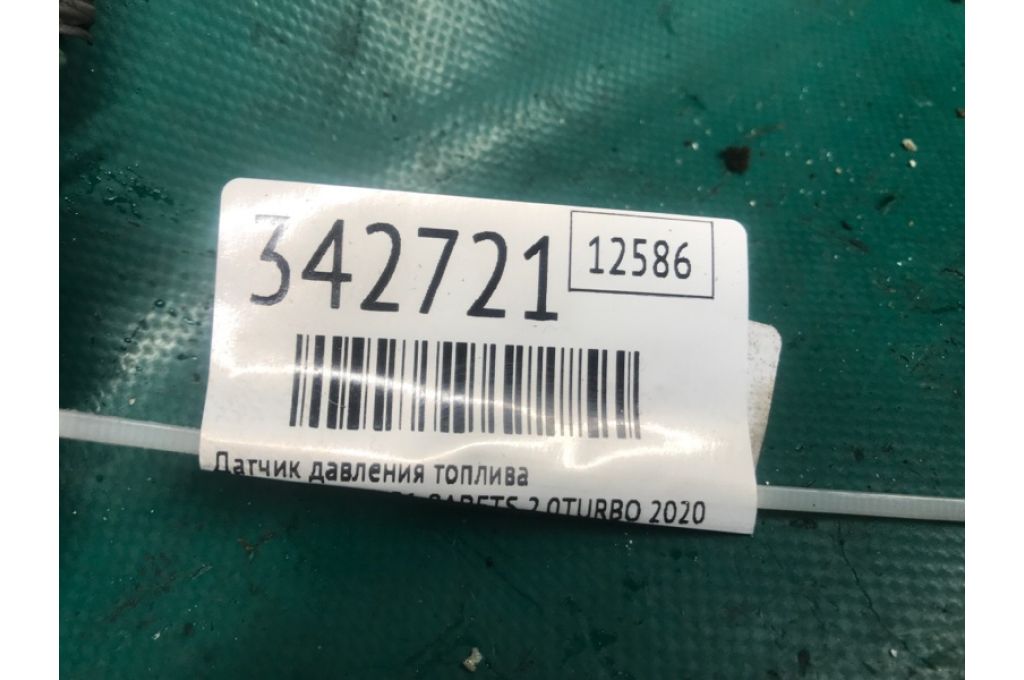 342721
12586
Датчик давления топлива
2.0TURBO 2020